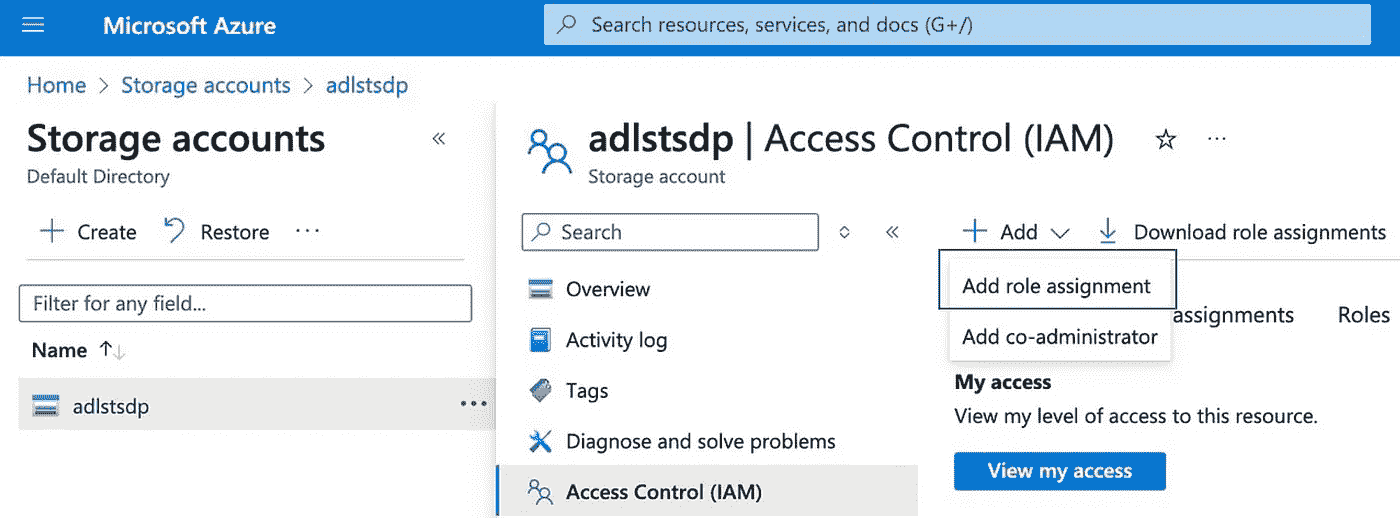 Microsoft Azure
Search resources, services, and docs (G+/)
Home > Storage accounts > adlstsdp
Storage accounts
Default Directory
Create
Restore
Filter for any field...
Name
adlstsdp
adlstsdp | Access Control (IAM)
Storage account
Search
Overview
Activity log
Tags
Diagnose and solve problems
Access Control (IAM)
Add
Download role assignments
Add role assignment
Add co-administrator
assignments
Roles
My access
View my level of access to this resource.
View my access